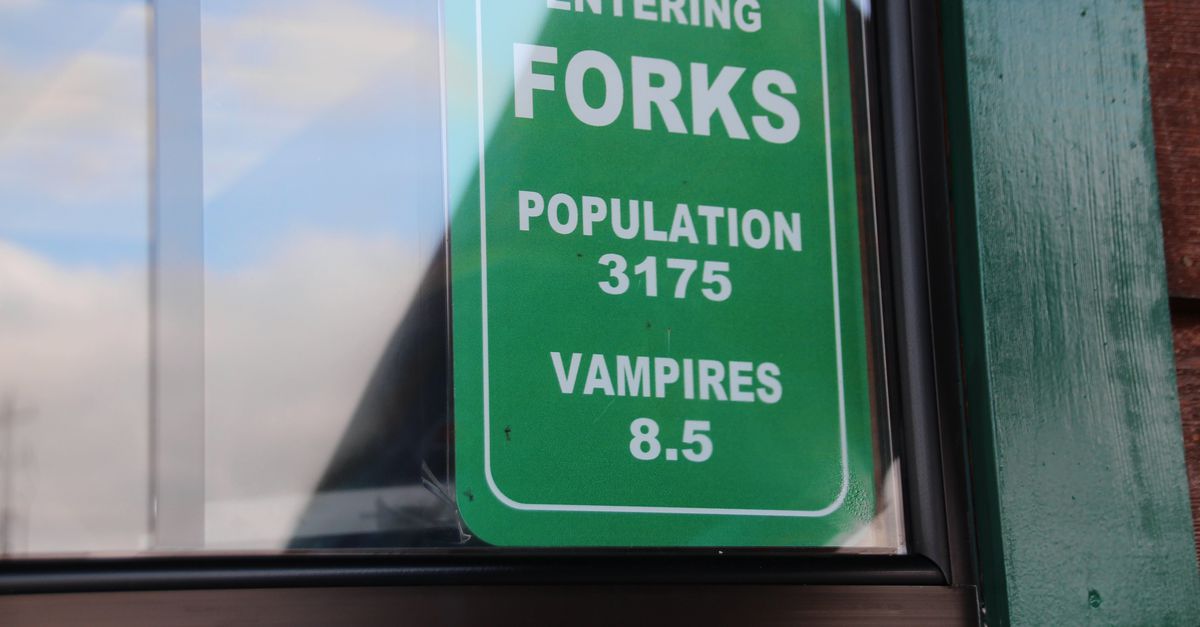 ENTERING
FORKS
POPULATION
3175
VAMPIRES
8.5